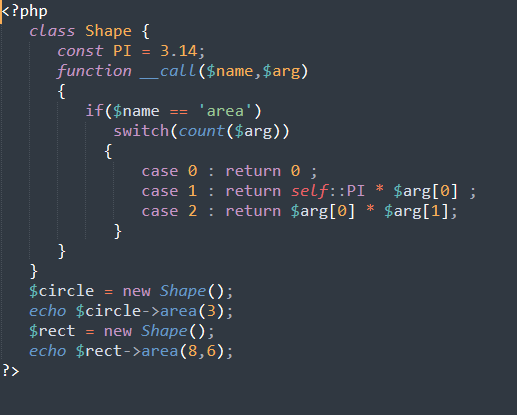 <?php
class Shape {
const PI = 3.14;
function __call($name,$arg)
{
if($name == 'area')
switch(count($arg))
{
case 0 : return 0 ;
case 1 : return self::PI * $arg[0] ;
case 2 : return $arg[0] * $arg[1];
}
}
}
$circle = new Shape();
echo $circle->area(3);
$rect = new Shape();
echo $rect->area(8,6);
?>